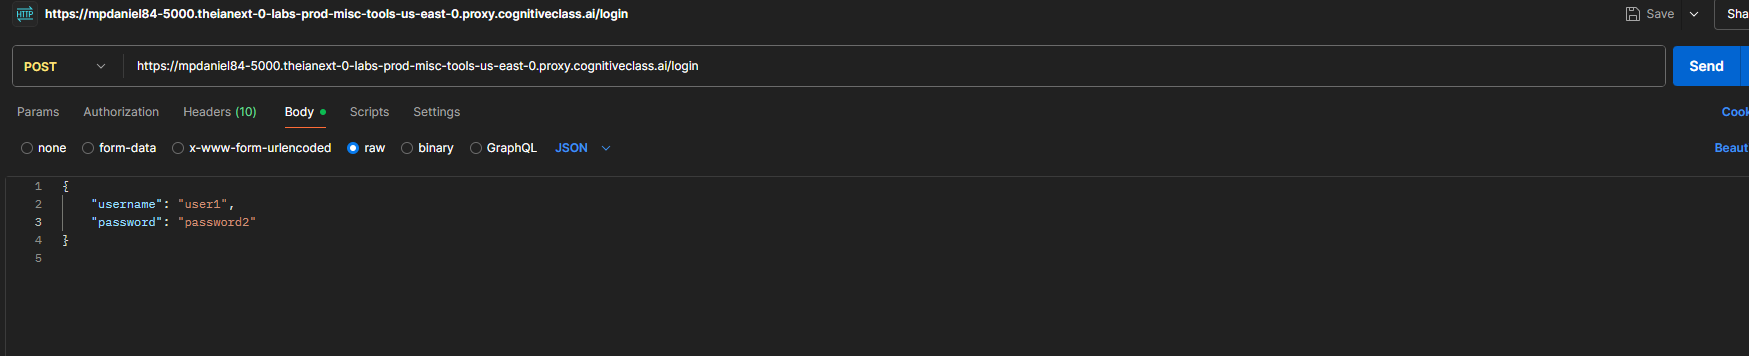 HTTP https://mpdaniel84-5000.theianext-0-labs-prod-misc-tools-us-east-0.proxy.cognitiveclass.ai/login Save Sha
POST https://mpdaniel84-5000.theianext-0-labs-prod-misc-tools-us-east-0.proxy.cognitiveclass.ai/login Send
Params Authorization Headers (10) Body Scripts Settings Cook
none form-data x-www-form-urlencoded raw binary GraphQL JSON Beaut
1 {
2 "username": "user1",
3 "password": "password2"
4 }
5